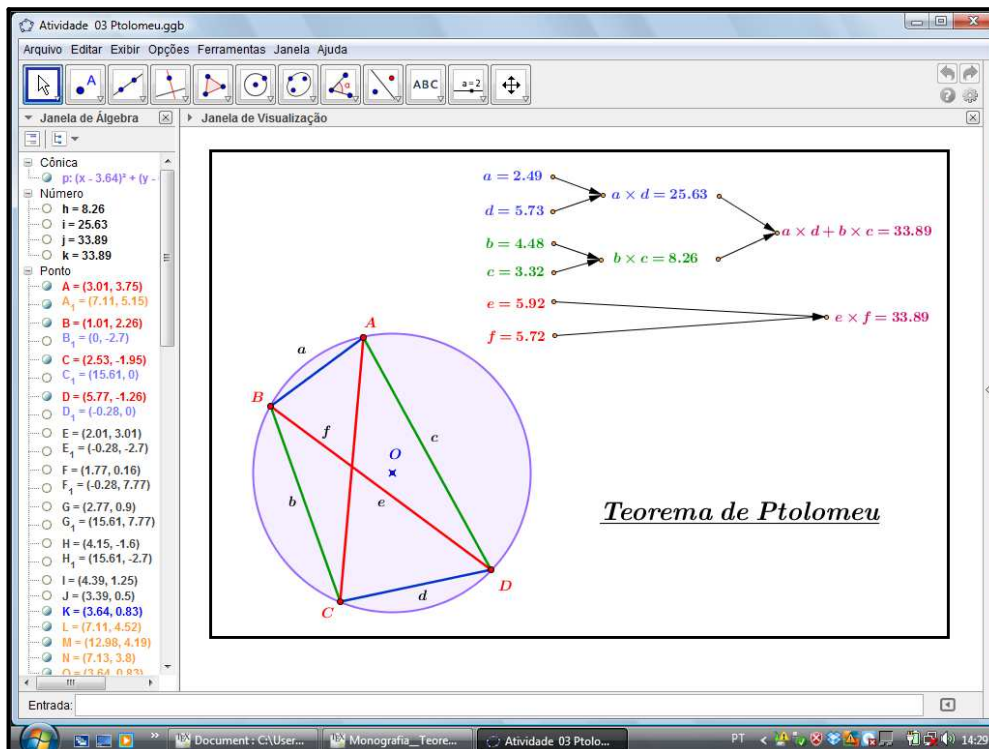 Atividade 03 Ptolomeu.ggb
Arquivo Editar Exibir Opções Ferramentas Janela Ajuda
A
α
ABC
a=2
Janela de Álgebra
Janela de Visualização
Cônica
p: (x - 3.64)² + (y -
Número
h = 8.26
i = 25.63
j = 33.89
k = 33.89
Ponto
A = (3.01, 3.75)
A₁ = (7.11, 5.15)
B = (1.01, 2.26)
B₁ = (0, -2.7)
C = (2.53, -1.95)
C₁ = (15.61, 0)
D = (5.77, -1.26)
D₁ = (-0.28, 0)
E = (2.01, 3.01)
E₁ = (-0.28, -2.7)
F = (1.77, 0.16)
F₁ = (-0.28, 7.77)
G = (2.77, 0.9)
G₁ = (15.61, 7.77)
H = (4.15, -1.6)
H₁ = (15.61, -2.7)
I = (4.39, 1.25)
J = (3.39, 0.5)
K = (3.64, 0.83)
L = (7.11, 4.52)
M = (12.98, 4.19)
N = (7.13, 3.8)
O = (3.64, 0.83)
a = 2.49
d = 5.73
a × d = 25.63
b = 4.48
c = 3.32
b × c = 8.26
a × d + b × c = 33.89
e = 5.92
f = 5.72
e × f = 33.89
A
a
B
f
c
O
b
e
D
d
C
Teorema de Ptolomeu
Entrada:
Document : C:\User...
Monografia_Teore...
Atividade 03 Ptolo...
PT
14:29